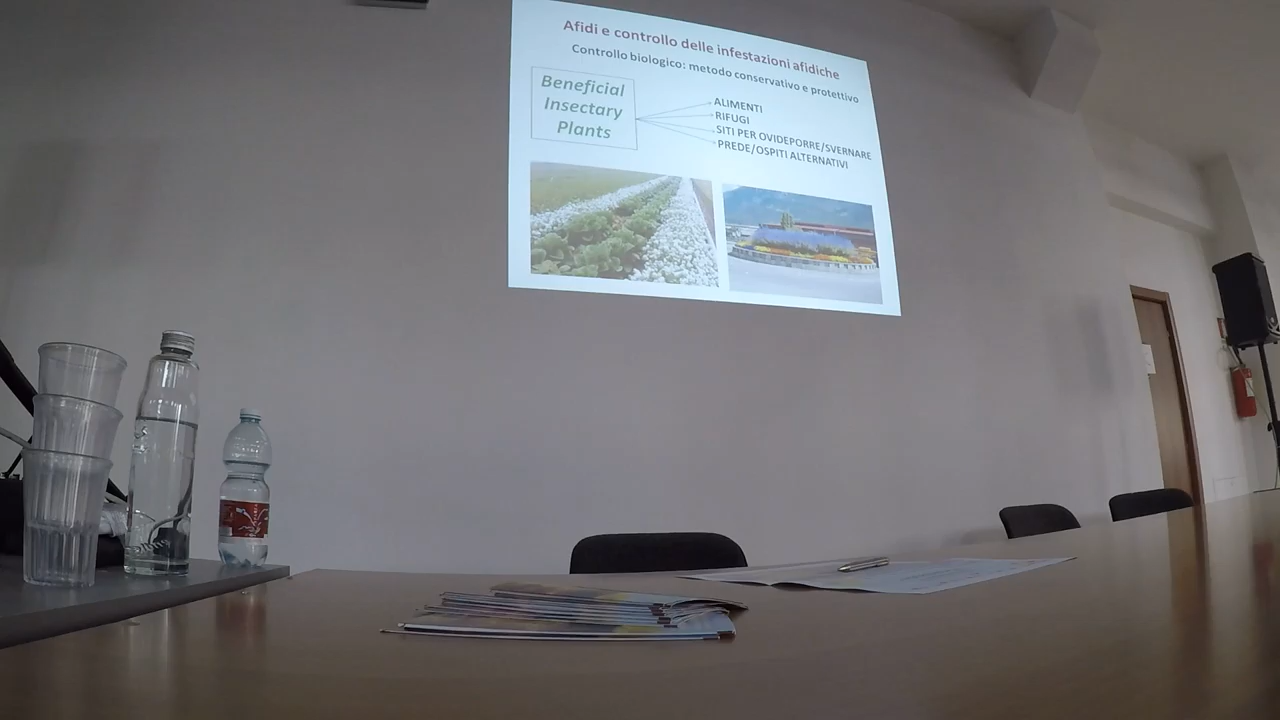 Afidi e controllo delle infestazioni afidiche
Controllo biologico: metodo conservativo e protettivo
Beneficial
Insectary
Plants
ALIMENTI
RIFUGI
SITI PER OVIDEPORRE/SVERNARE
PREDE/OSPITI ALTERNATIVI